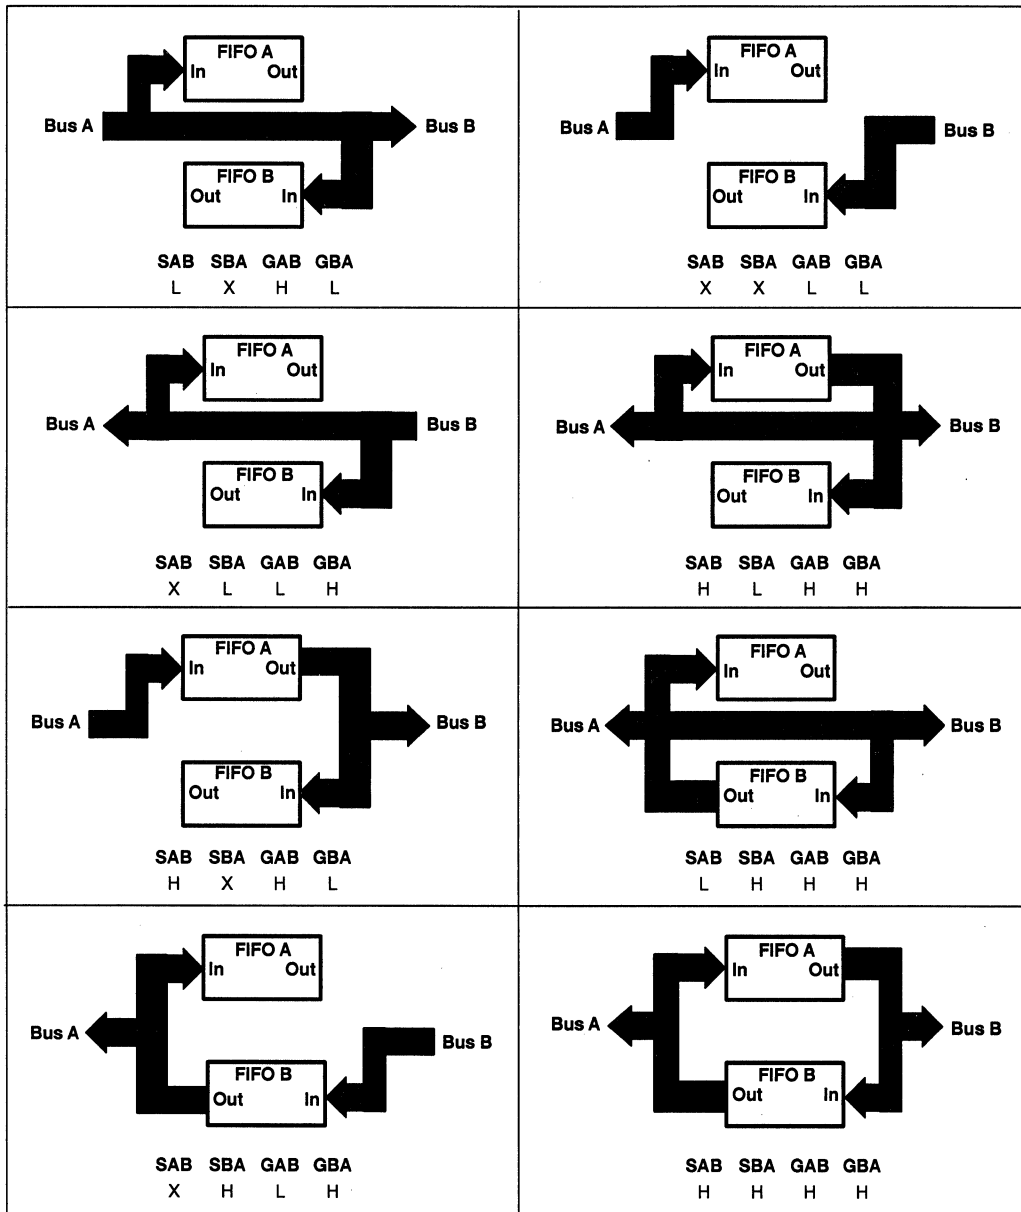 FIFO A
In Out
Bus A Bus B
FIFO B
Out In
SAB SBA GAB GBA
L X H L
FIFO A
In Out
Bus A Bus B
FIFO B
Out In
SAB SBA GAB GBA
X X L L
FIFO A
In Out
Bus A Bus B
FIFO B
Out In
SAB SBA GAB GBA
X L L H
FIFO A
In Out
Bus A Bus B
FIFO B
Out In
SAB SBA GAB GBA
H L H H
FIFO A
In Out
Bus A Bus B
FIFO B
Out In
SAB SBA GAB GBA
H X H L
FIFO A
In Out
Bus A Bus B
FIFO B
Out In
SAB SBA GAB GBA
L H H H
FIFO A
In Out
Bus A Bus B
FIFO B
Out In
SAB SBA GAB GBA
X H L H
FIFO A
In Out
Bus A Bus B
FIFO B
Out In
SAB SBA GAB GBA
H H H H